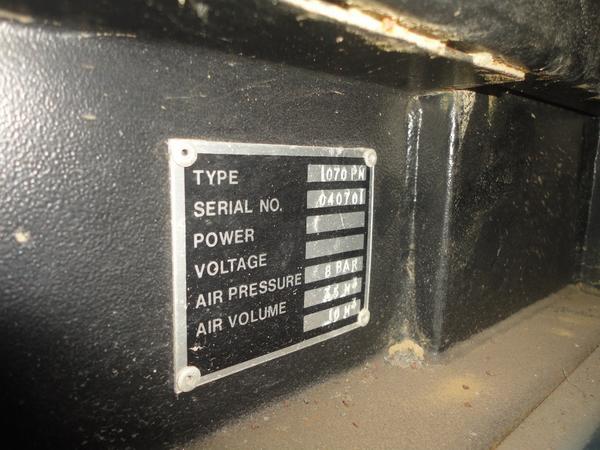 TYPE 1070 PN
SERIAL NO. 040701
POWER
VOLTAGE
AIR PRESSURE 8 BAR
AIR VOLUME
10 M³